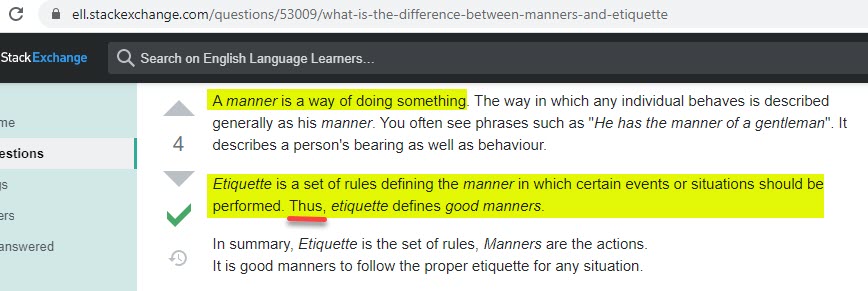 ell.stackexchange.com/questions/53009/what-is-the-difference-between-manners-and-etiquette
StackExchange
Search on English Language Learners...
A manner is a way of doing something. The way in which any individual behaves is described
generally as his manner. You often see phrases such as "He has the manner of a gentleman". It
describes a person's bearing as well as behaviour.
4
Etiquette is a set of rules defining the manner in which certain events or situations should be
performed. Thus, etiquette defines good manners.
In summary, Etiquette is the set of rules, Manners are the actions.
It is good manners to follow the proper etiquette for any situation.
me
estions
gs
ers
answered